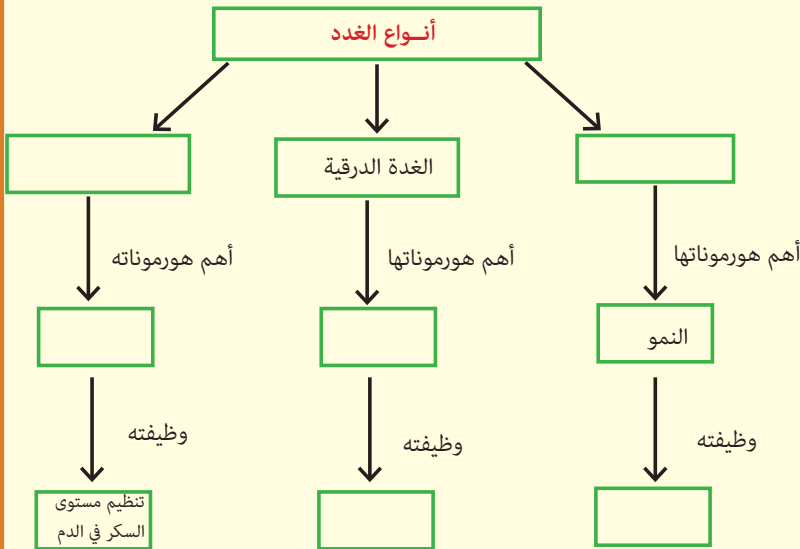 أنـواع الغدد
الغدة الدرقية
أهم هورموناتها
أهم هورموناتها
أهم هورموناته
النمو
وظيفته
وظيفته
وظيفته
تنظيم مستوى
السكر في الدم